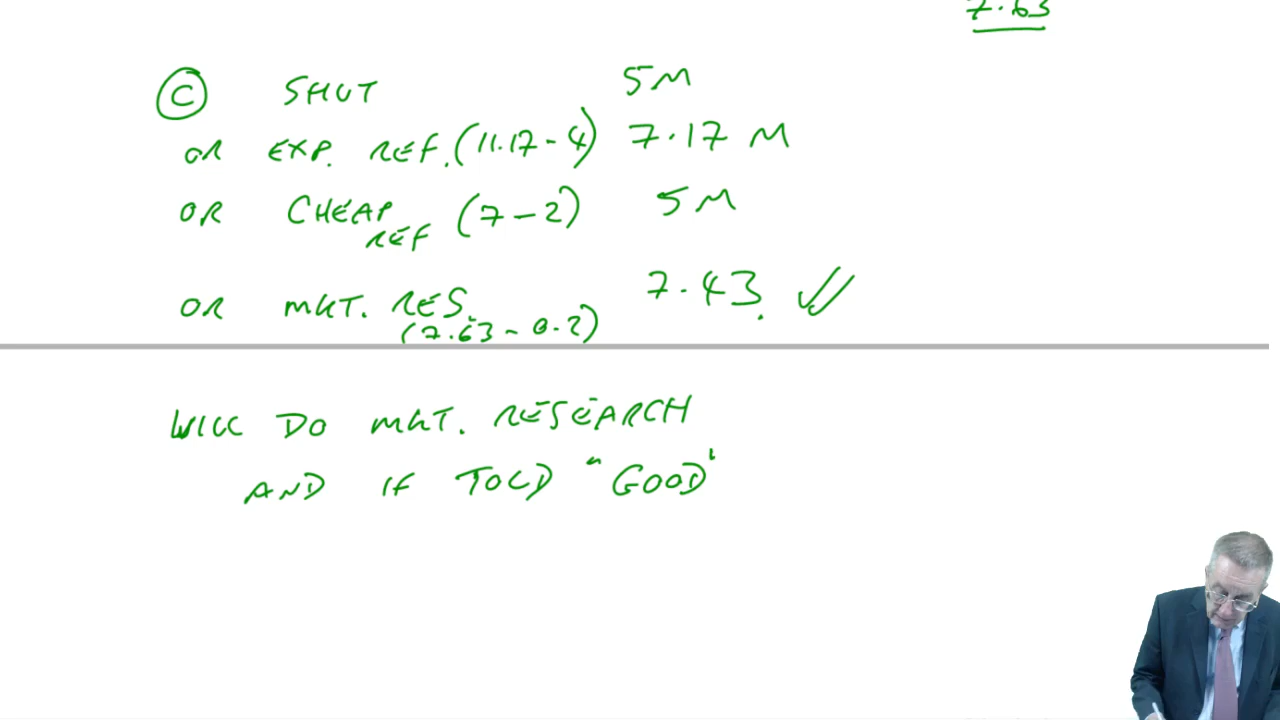 7.63
C SHUT 5M
OR EXP. REF. (11.17 - 4) 7.17 M
OR CHEAP REF (7 - 2) 5M
OR MKT. RES. (7.63 - 0.2) 7.43.
WILL DO MKT. RESEARCH
AND IF TOLD "GOOD"